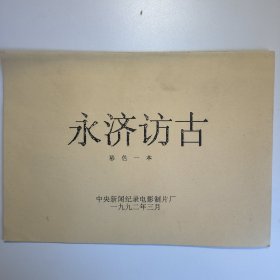 永济访古
彩色一本
中央新闻纪录电影制片厂
一九九二年三月